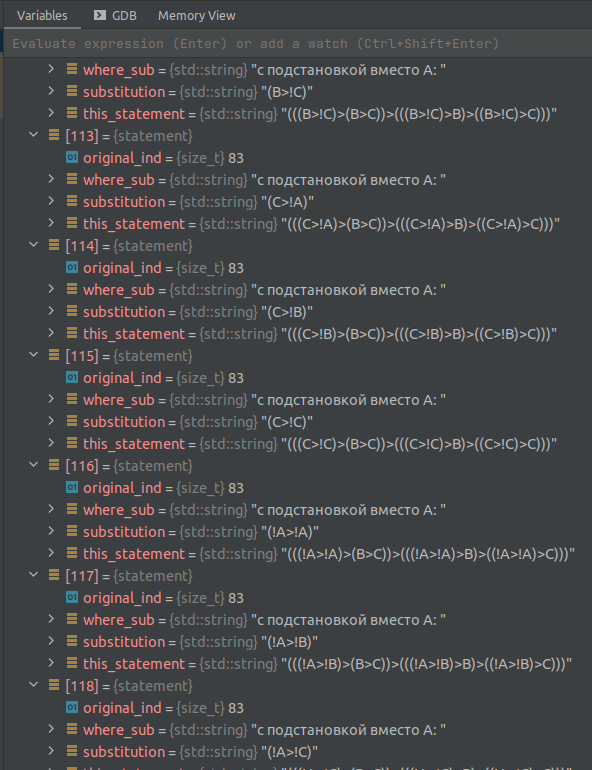 Variables GDB Memory View
Evaluate expression (Enter) or add a watch (Ctrl+Shift+Enter)
where_sub = {std::string} "с подстановкой вместо A: "
substitution = {std::string} "(B>!C)"
this_statement = {std::string} "(((B>!C)>(B>C))>(((B>!C)>B)>((B>!C)>C)))"
[113] = {statement}
01 original_ind = {size_t} 83
where_sub = {std::string} "с подстановкой вместо A: "
substitution = {std::string} "(C>!A)"
this_statement = {std::string} "(((C>!A)>(B>C))>(((C>!A)>B)>((C>!A)>C)))"
[114] = {statement}
01 original_ind = {size_t} 83
where_sub = {std::string} "с подстановкой вместо A: "
substitution = {std::string} "(C>!B)"
this_statement = {std::string} "(((C>!B)>(B>C))>(((C>!B)>B)>((C>!B)>C)))"
[115] = {statement}
01 original_ind = {size_t} 83
where_sub = {std::string} "с подстановкой вместо A: "
substitution = {std::string} "(C>!C)"
this_statement = {std::string} "(((C>!C)>(B>C))>(((C>!C)>B)>((C>!C)>C)))"
[116] = {statement}
01 original_ind = {size_t} 83
where_sub = {std::string} "с подстановкой вместо A: "
substitution = {std::string} "(!A>!A)"
this_statement = {std::string} "(((!A>!A)>(B>C))>(((!A>!A)>B)>((!A>!A)>C)))"
[117] = {statement}
01 original_ind = {size_t} 83
where_sub = {std::string} "с подстановкой вместо A: "
substitution = {std::string} "(!A>!B)"
this_statement = {std::string} "(((!A>!B)>(B>C))>(((!A>!B)>B)>((!A>!B)>C)))"
[118] = {statement}
01 original_ind = {size_t} 83
where_sub = {std::string} "с подстановкой вместо A: "
substitution = {std::string} "(!A>!C)"